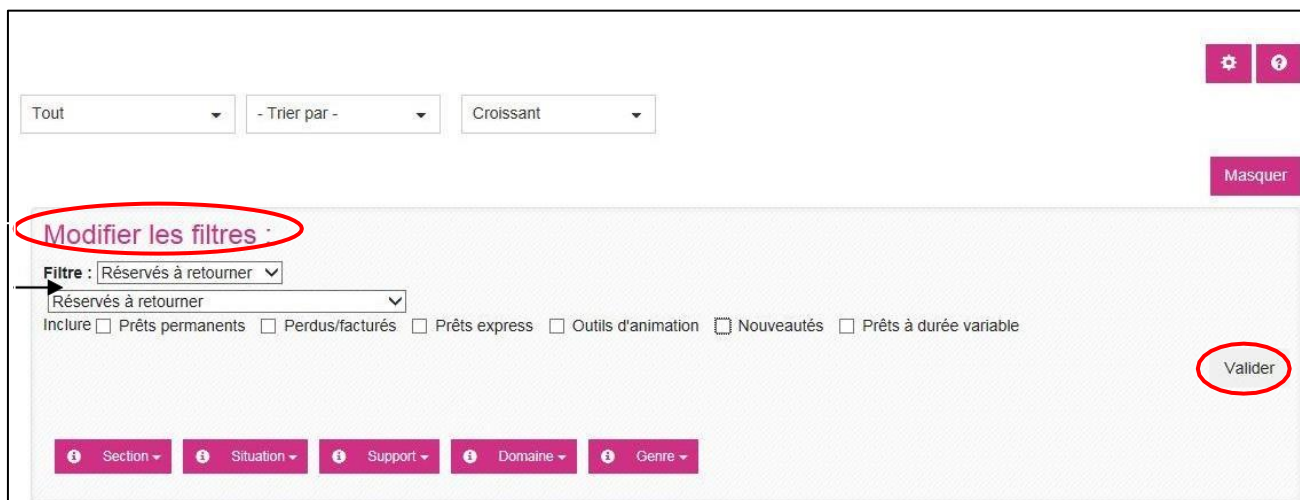 Tout - Trier par - Croissant
Masquer
Modifier les filtres :
Filtre : Réservés à retourner
Réservés à retourner
Inclure Prêts permanents Perdus/facturés Prêts express Outils d'animation Nouveautés Prêts à durée variable
Valider
Section Situation Support Domaine Genre